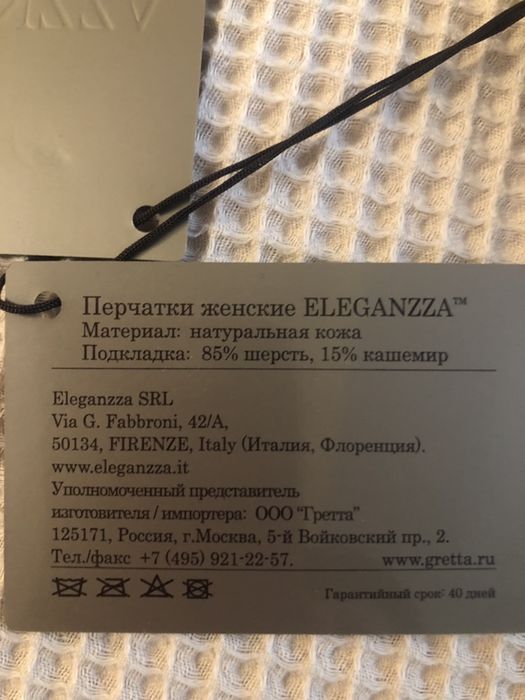 Перчатки женские ELEGANZZA™
Материал: натуральная кожа
Подкладка: 85% шерсть, 15% кашемир
Eleganzza SRL
Via G. Fabbroni, 42/A,
50134, FIRENZE, Italy (Италия, Флоренция).
www.eleganzza.it
Уполномоченный представитель
изготовителя / импортера: ООО "Гретта"
125171, Россия, г.Москва, 5-й Войковский пр., 2.
Тел./факс +7 (495) 921-22-57. www.gretta.ru
Гарантийный срок: 40 дней